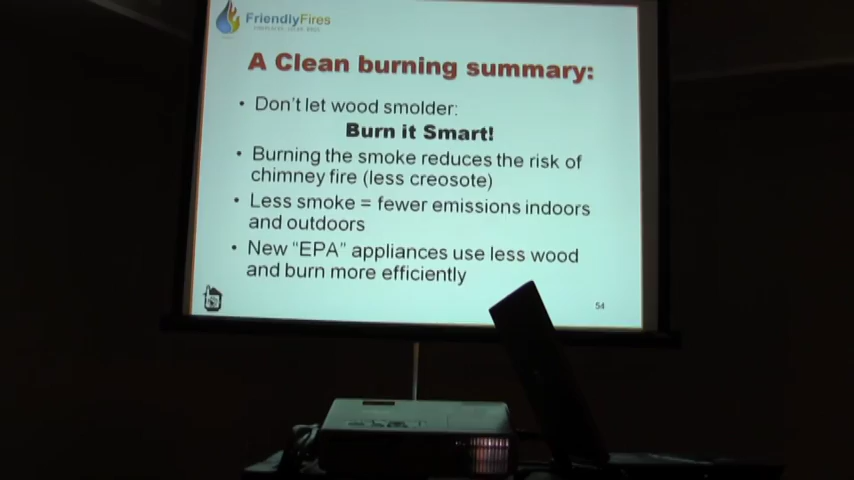 FriendlyFires
A Clean burning summary:
• Don't let wood smolder:
Burn it Smart!
• Burning the smoke reduces the risk of
chimney fire (less creosote)
• Less smoke = fewer emissions indoors
and outdoors
• New "EPA" appliances use less wood
and burn more efficiently
54